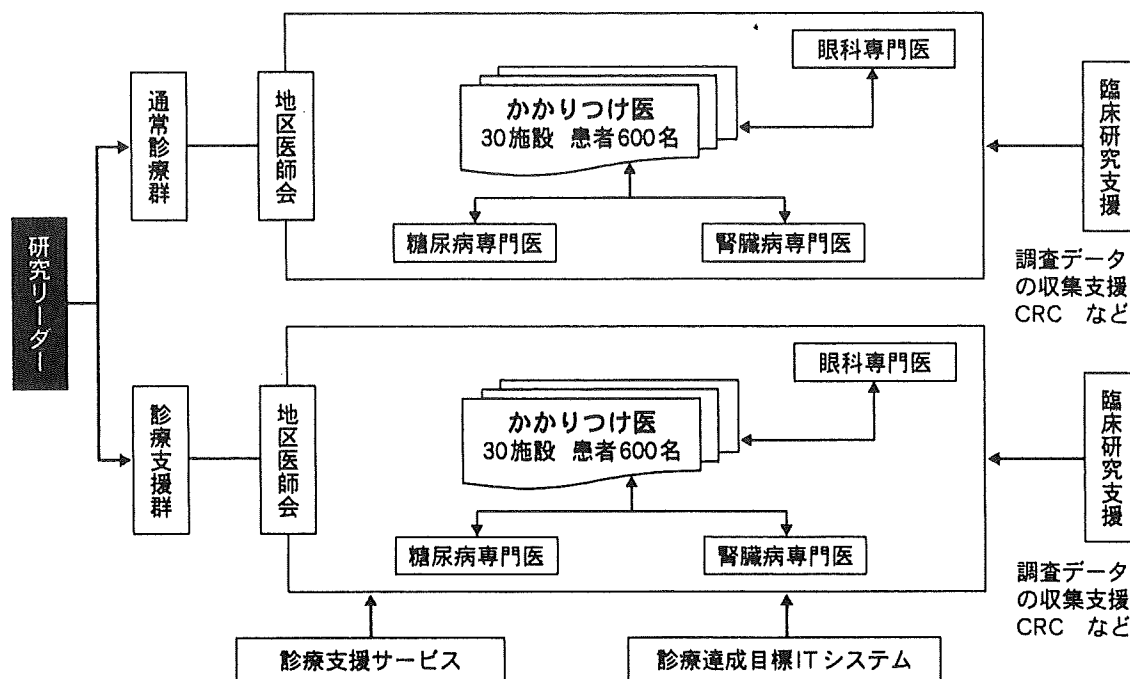 研究リーダー
通常診療群
地区医師会
かかりつけ医
30施設 患者600名
眼科専門医
糖尿病専門医
腎臓病専門医
臨床研究支援
調査データ
の収集支援
CRC など
診療支援群
地区医師会
かかりつけ医
30施設 患者600名
眼科専門医
糖尿病専門医
腎臓病専門医
臨床研究支援
調査データ
の収集支援
CRC など
診療支援サービス
診療達成目標ITシステム